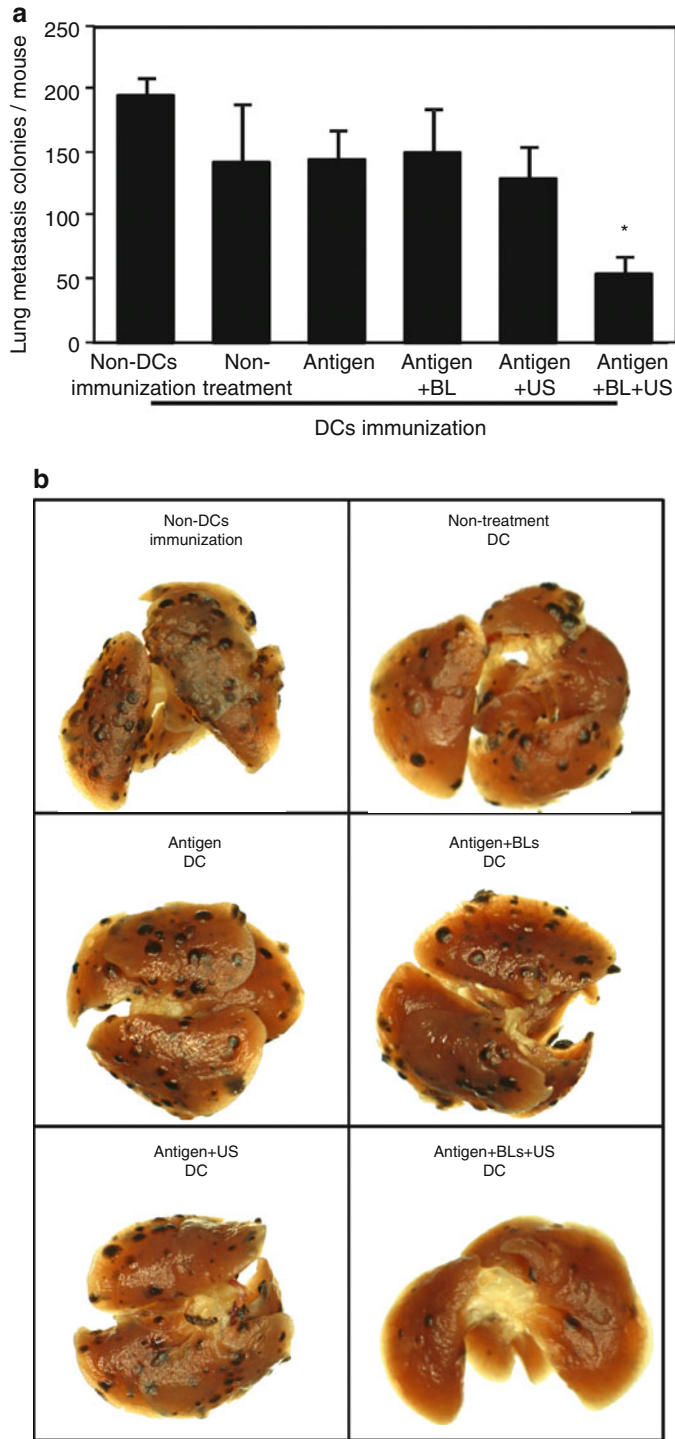 a
Lung metastasis colonies / mouse
250
200
150
100
50
0
*
Non-DCs immunization
Non-treatment
Antigen
Antigen +BL
Antigen +US
Antigen +BL+US
DCs immunization
b
Non-DCs
immunization
Non-treatment
DC
Antigen
DC
Antigen+BLs
DC
Antigen+US
DC
Antigen+BLs+US
DC